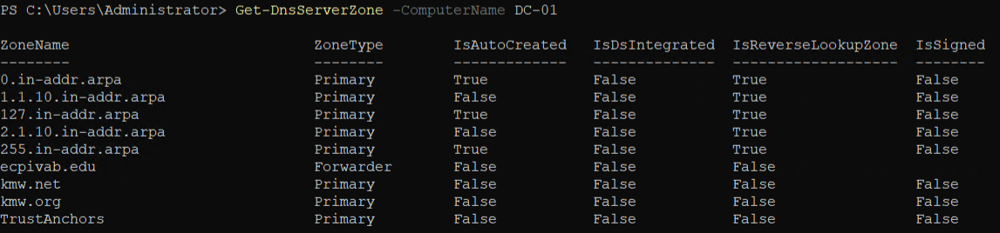 PS C:\Users\Administrator> Get-DnsServerZone -ComputerName DC-01
ZoneName ZoneType IsAutoCreated IsDsIntegrated IsReverseLookupZone IsSigned
-------- -------- ------------- -------------- ------------------- --------
0.in-addr.arpa Primary True False True False
1.1.10.in-addr.arpa Primary False False True False
127.in-addr.arpa Primary True False True False
2.1.10.in-addr.arpa Primary False False True False
255.in-addr.arpa Primary True False True False
ecpivab.edu Forwarder False False False
kmw.net Primary False False False False
kmw.org Primary False False False False
TrustAnchors Primary False False False False